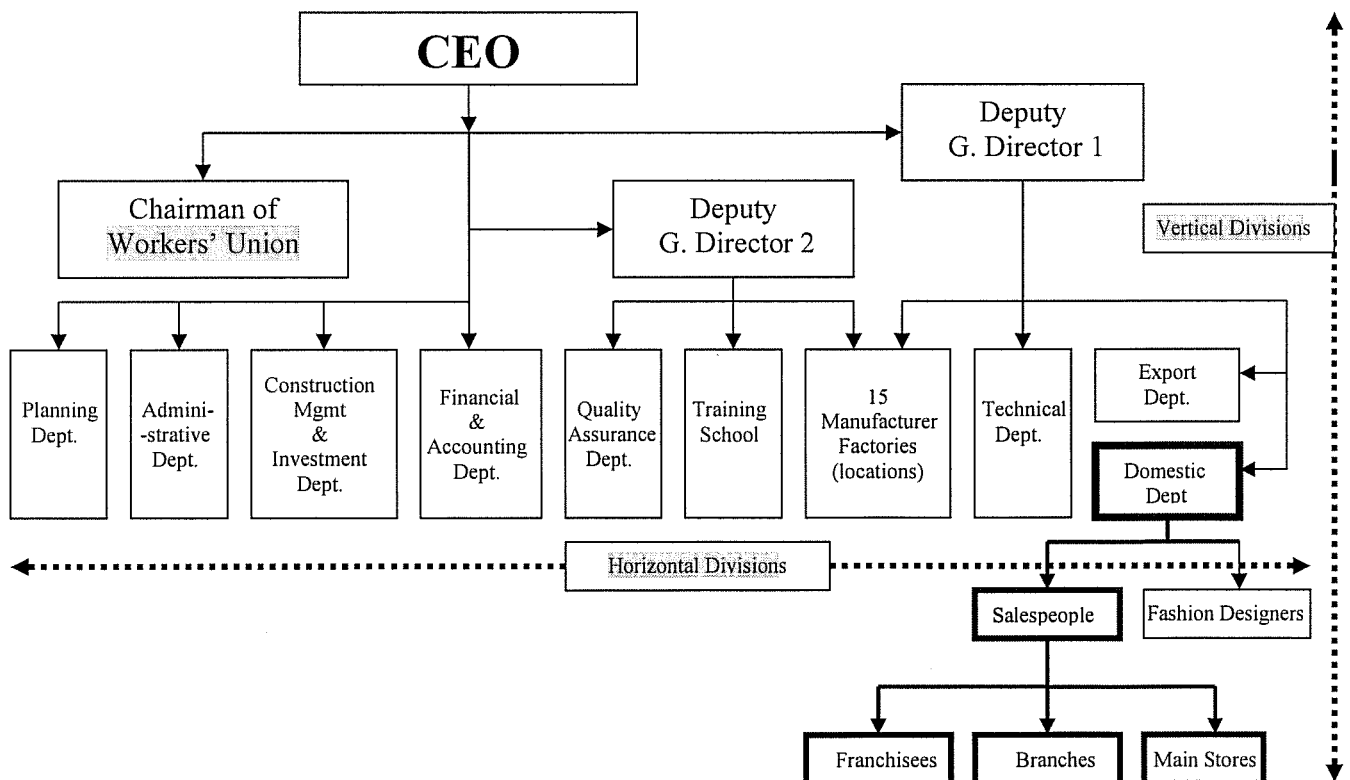 CEO
Deputy
G. Director 1
Chairman of
Workers' Union
Deputy
G. Director 2
Vertical Divisions
Planning
Dept.
Admini-
-strative
Dept.
Construction
Mgmt
&
Investment
Dept.
Financial
&
Accounting
Dept.
Quality
Assurance
Dept.
Training
School
15
Manufacturer
Factories
(locations)
Technical
Dept.
Export
Dept.
Domestic
Dept
Horizontal Divisions
Salespeople
Fashion Designers
Franchisees
Branches
Main Stores